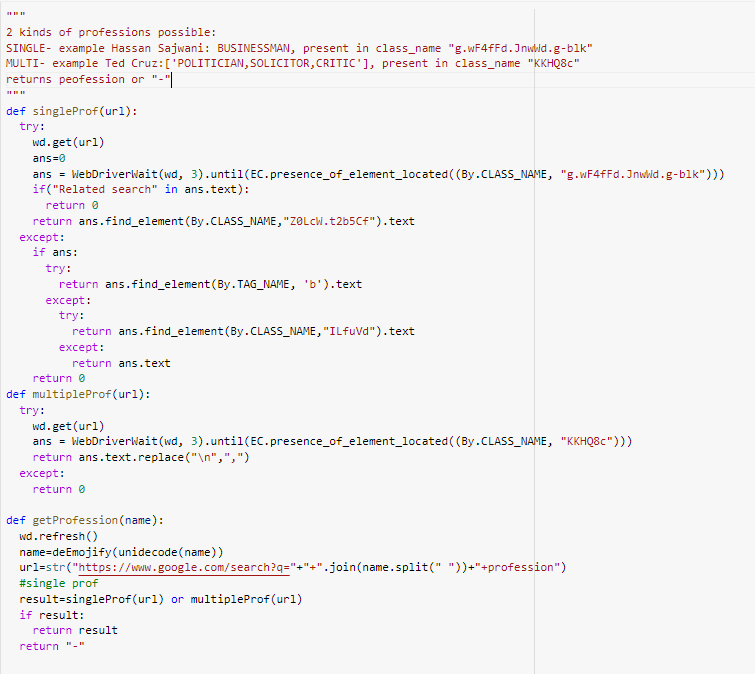 """
2 kinds of professions possible:
SINGLE- example Hassan Sajwani: BUSINESSMAN, present in class_name "g.wF4fFd.JnwWd.g-blk"
MULTI- example Ted Cruz:['POLITICIAN,SOLICITOR,CRITIC'], present in class_name "KKHQ8c"
returns peofession or "-"
"""
def singleProf(url):
  try:
    wd.get(url)
    ans=0
    ans = WebDriverWait(wd, 3).until(EC.presence_of_element_located((By.CLASS_NAME, "g.wF4fFd.JnwWd.g-blk")))
    if("Related search" in ans.text):
      return 0
    return ans.find_element(By.CLASS_NAME,"Z0LcW.t2b5Cf").text
  except:
    if ans:
      try:
        return ans.find_element(By.TAG_NAME, 'b').text
      except:
        try:
          return ans.find_element(By.CLASS_NAME,"ILfuVd").text
        except:
          return ans.text
    return 0
def multipleProf(url):
  try:
    wd.get(url)
    ans = WebDriverWait(wd, 3).until(EC.presence_of_element_located((By.CLASS_NAME, "KKHQ8c")))
    return ans.text.replace("\n",",")
  except:
    return 0
def getProfession(name):
  wd.refresh()
  name=deEmojify(unidecode(name))
  url=str("https://www.google.com/search?q="+"+".join(name.split(" "))+"+profession")
  #single prof
  result=singleProf(url) or multipleProf(url)
  if result:
    return result
  return "-"